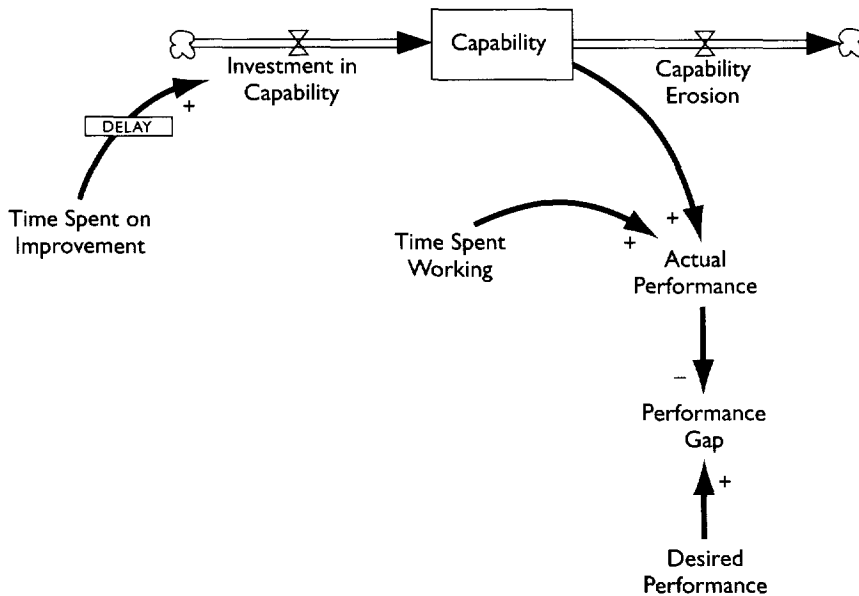 Capability
Investment in
Capability
Capability
Erosion
+
DELAY
Time Spent on
Improvement
Time Spent
Working
+
+
Actual
Performance
–
Performance
Gap
+
Desired
Performance